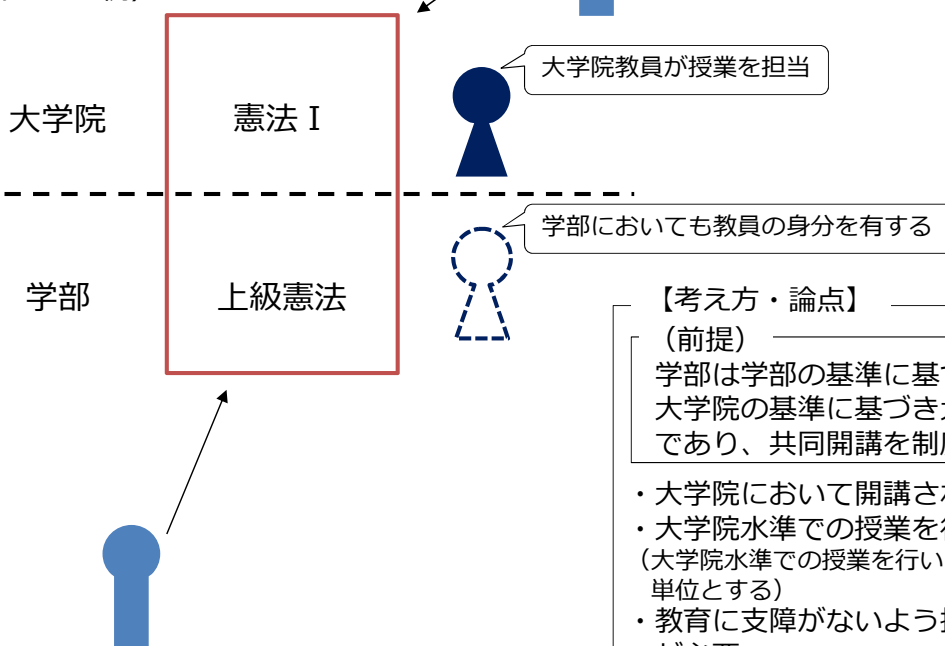 大学院教員が授業を担当
大学院
憲法Ⅰ
学部においても教員の身分を有する
学部
上級憲法
【考え方・論点】
（前提）
学部は学部の基準に基
大学院の基準に基づき
であり、共同開講を制
・大学院において開講さ
・大学院水準での授業を
（大学院水準での授業を行い
単位とする）
・教育に支障がないよう